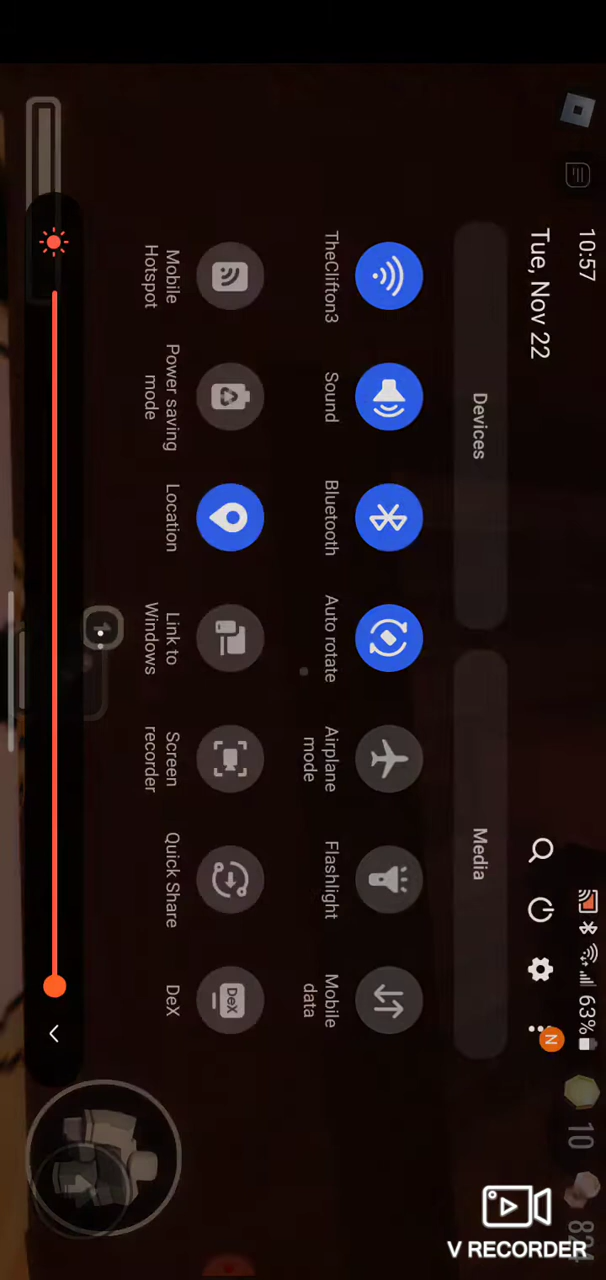 10:57
63%
Tue, Nov 22
N
Devices
Media
TheClifton3
Sound
Bluetooth
Auto rotate
Airplane
mode
Flashlight
Mobile
data
Mobile
Hotspot
Power saving
mode
Location
Link to
Windows
Screen
recorder
Quick Share
DeX
DeX
10
V RECORDER